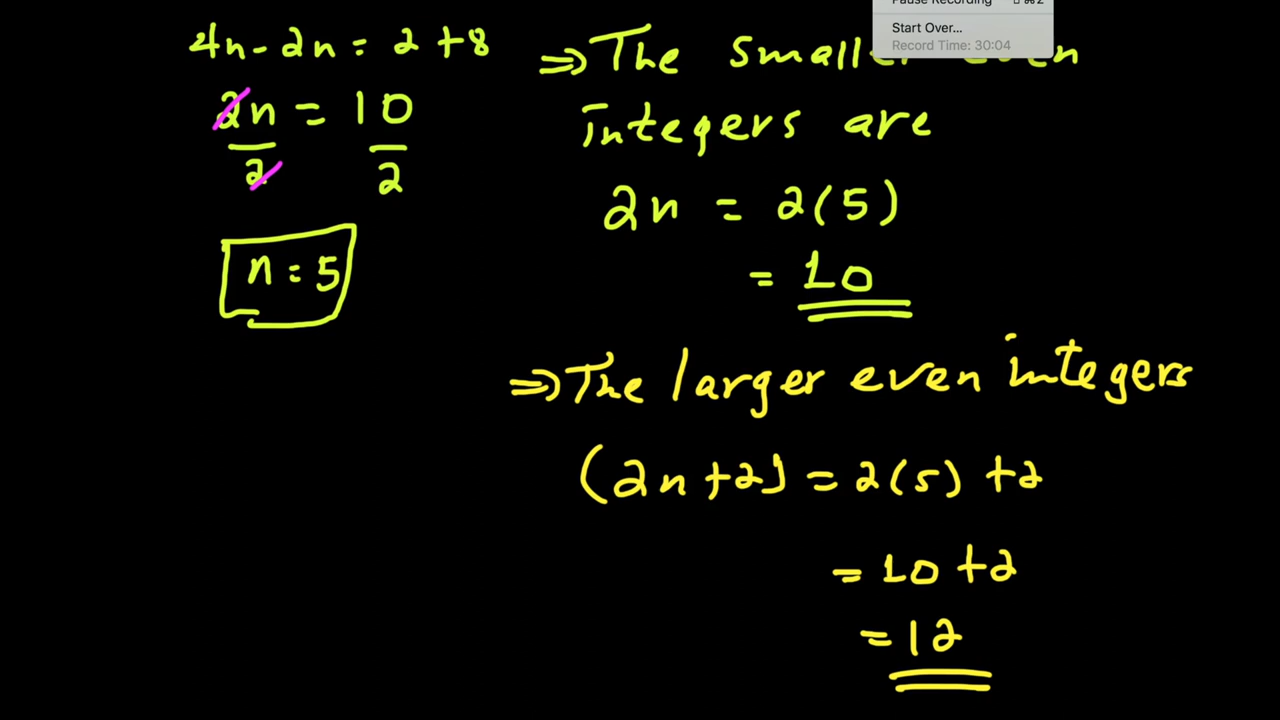 4n - 2n = 2 + 8
2n = 10
2 2
n = 5
Start Over...
Record Time: 30:04
⇒ The smaller even
integers are
2n = 2(5)
= 10
⇒ The larger even integers
(2n+2) = 2(5) + 2
= 10 + 2
= 12